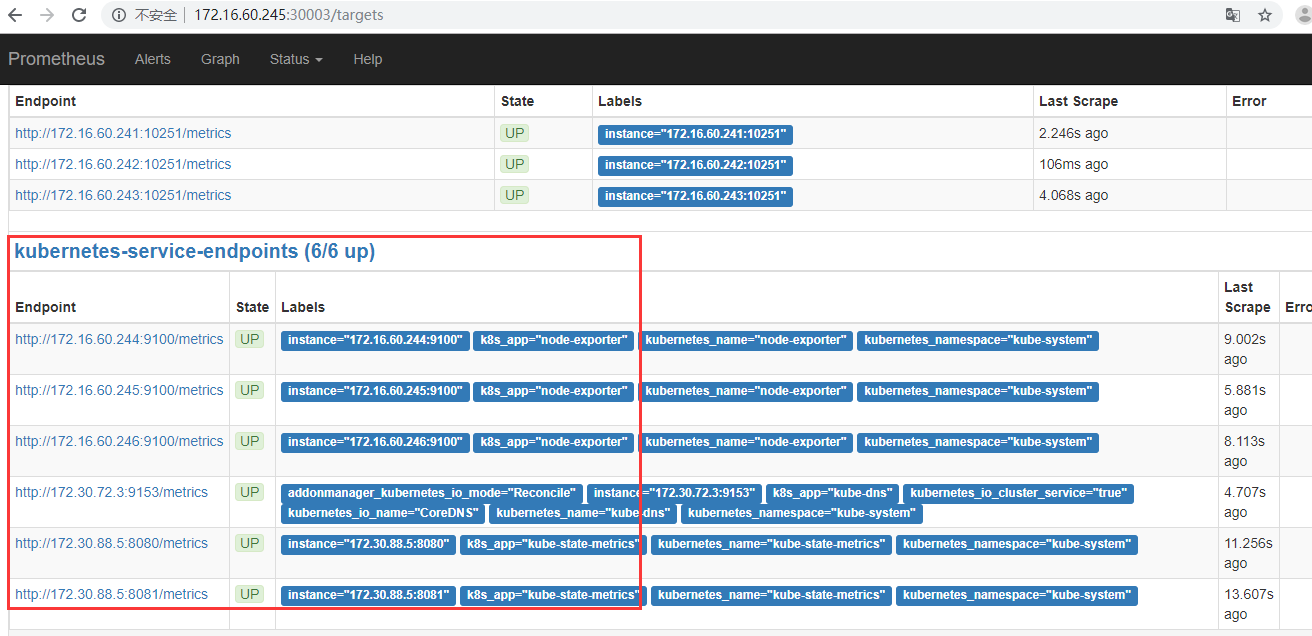 不安全 172.16.60.245:30003/targets
Prometheus Alerts Graph Status Help
Endpoint State Labels Last Scrape Error
http://172.16.60.241:10251/metrics UP instance="172.16.60.241:10251" 2.246s ago
http://172.16.60.242:10251/metrics UP instance="172.16.60.242:10251" 106ms ago
http://172.16.60.243:10251/metrics UP instance="172.16.60.243:10251" 4.068s ago
kubernetes-service-endpoints (6/6 up)
Endpoint State Labels Last Scrape Erro
http://172.16.60.244:9100/metrics UP instance="172.16.60.244:9100" k8s_app="node-exporter" kubernetes_name="node-exporter" kubernetes_namespace="kube-system" 9.002s ago
http://172.16.60.245:9100/metrics UP instance="172.16.60.245:9100" k8s_app="node-exporter" kubernetes_name="node-exporter" kubernetes_namespace="kube-system" 5.881s ago
http://172.16.60.246:9100/metrics UP instance="172.16.60.246:9100" k8s_app="node-exporter" kubernetes_name="node-exporter" kubernetes_namespace="kube-system" 8.113s ago
http://172.30.72.3:9153/metrics UP addonmanager_kubernetes_io_mode="Reconcile" instance="172.30.72.3:9153" k8s_app="kube-dns" kubernetes_io_cluster_service="true" 4.707s
kubernetes_io_name="CoreDNS" kubernetes_name="kube-dns" kubernetes_namespace="kube-system" ago
http://172.30.88.5:8080/metrics UP instance="172.30.88.5:8080" k8s_app="kube-state-metrics" kubernetes_name="kube-state-metrics" kubernetes_namespace="kube-system" 11.256s ago
http://172.30.88.5:8081/metrics UP instance="172.30.88.5:8081" k8s_app="kube-state-metrics" kubernetes_name="kube-state-metrics" kubernetes_namespace="kube-system" 13.607s ago